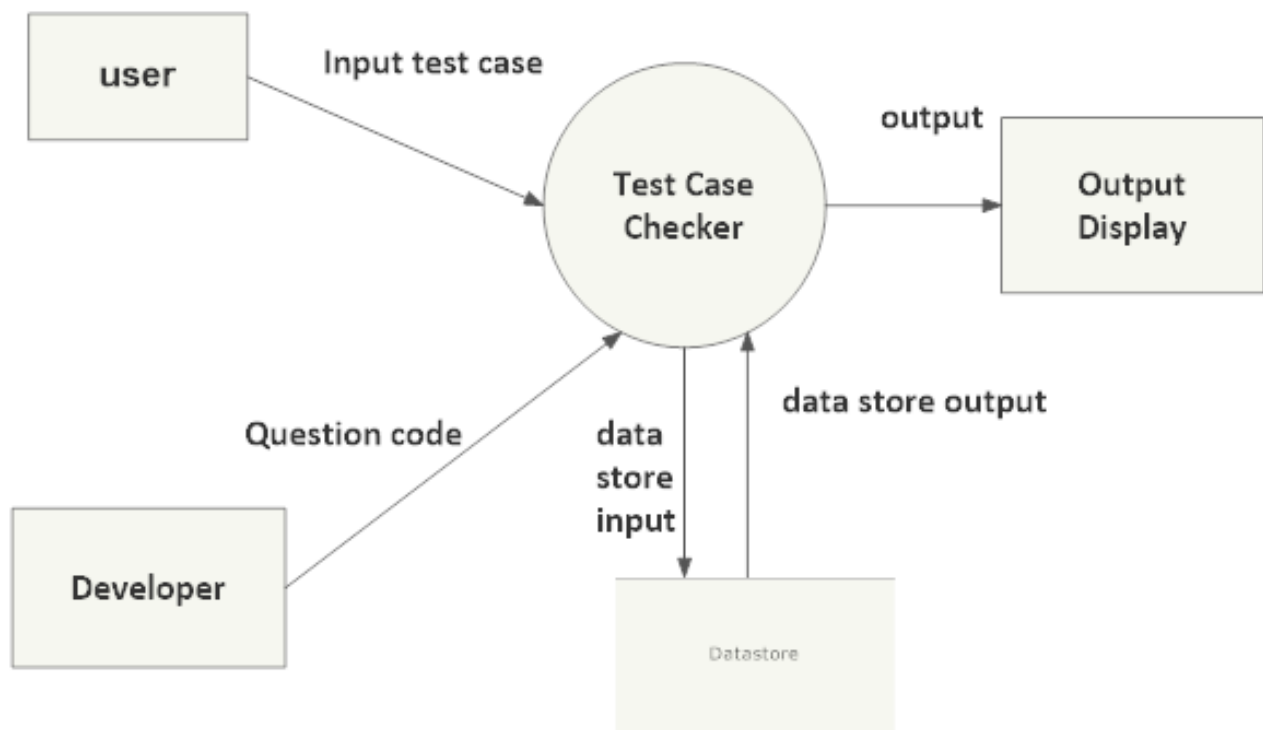 user
Input test case
output
Test Case
Checker
Output
Display
data store output
Question code
data
store
input
Developer
Datastore